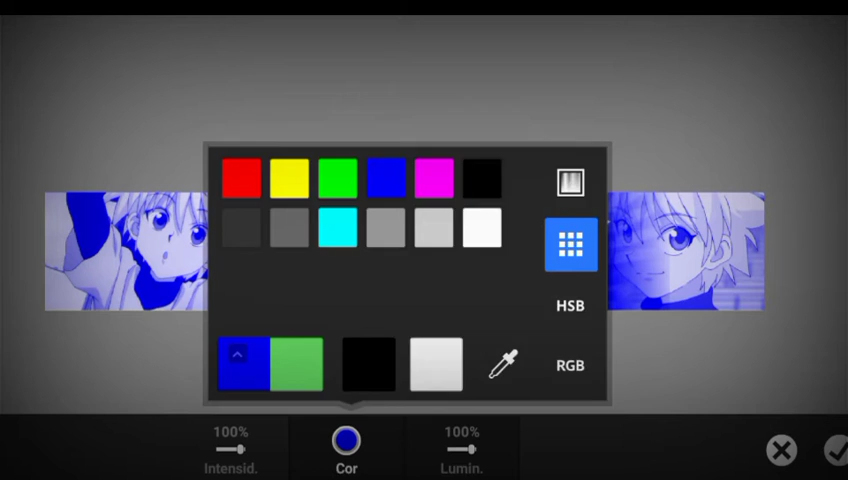 HSB
RGB
100%
Intensid.
Cor
100%
Lumin.